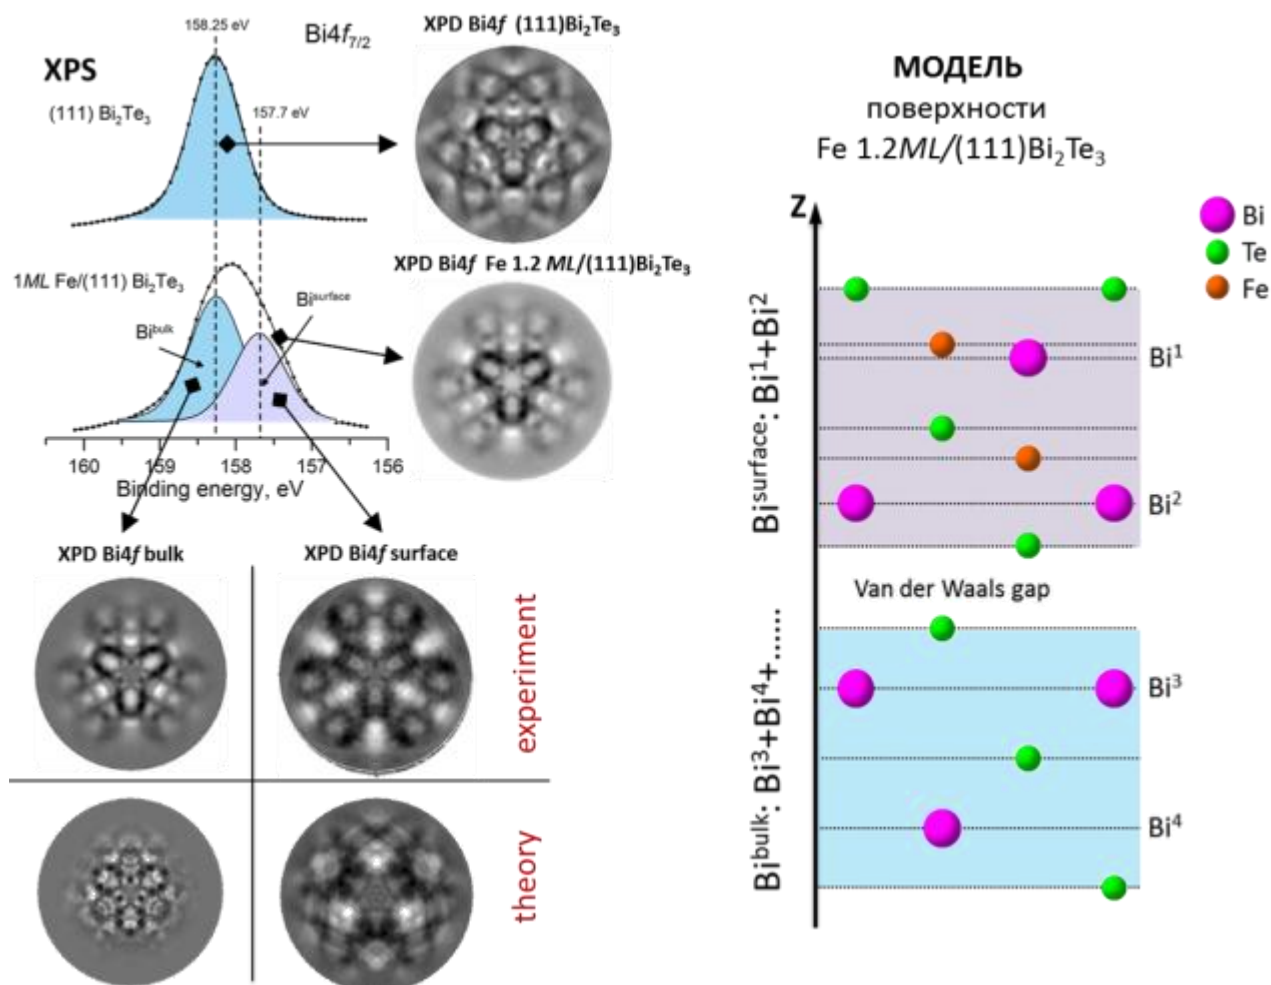 158.25 eV
Bi4f7/2
XPS
(111) Bi2Te3
157.7 eV
XPD Bi4f (111)Bi2Te3
1ML Fe/(111) Bi2Te3
Bibulk
Bisurface
XPD Bi4f Fe 1.2 ML/(111)Bi2Te3
160 159 158 157 156
Binding energy, eV
XPD Bi4f bulk
XPD Bi4f surface
experiment
theory
МОДЕЛЬ
поверхности
Fe 1.2ML/(111)Bi2Te3
Z
Bi
Te
Fe
Bisurface: Bi1+Bi2
Bi1
Bi2
Van der Waals gap
Bibulk: Bi3+Bi4+......
Bi3
Bi4